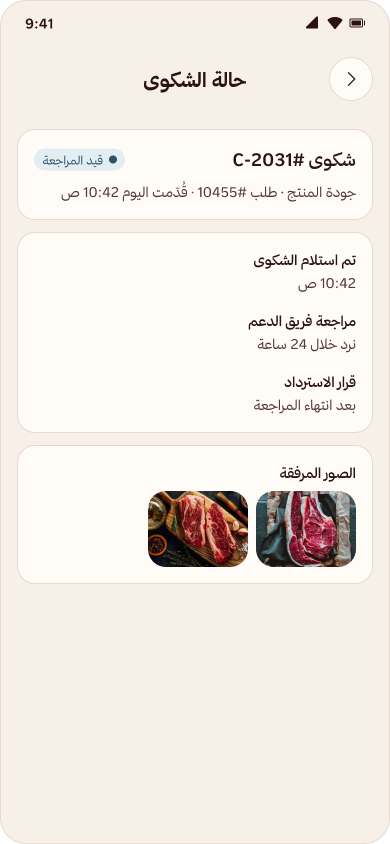 9:41
حالة الشكوى
شكوى #C-2031
قيد المراجعة
جودة المنتج · طلب #10455 · قُدّمت اليوم 10:42 ص
تم استلام الشكوى
10:42 ص
مراجعة فريق الدعم
نرد خلال 24 ساعة
قرار الاسترداد
بعد انتهاء المراجعة
الصور المرفقة